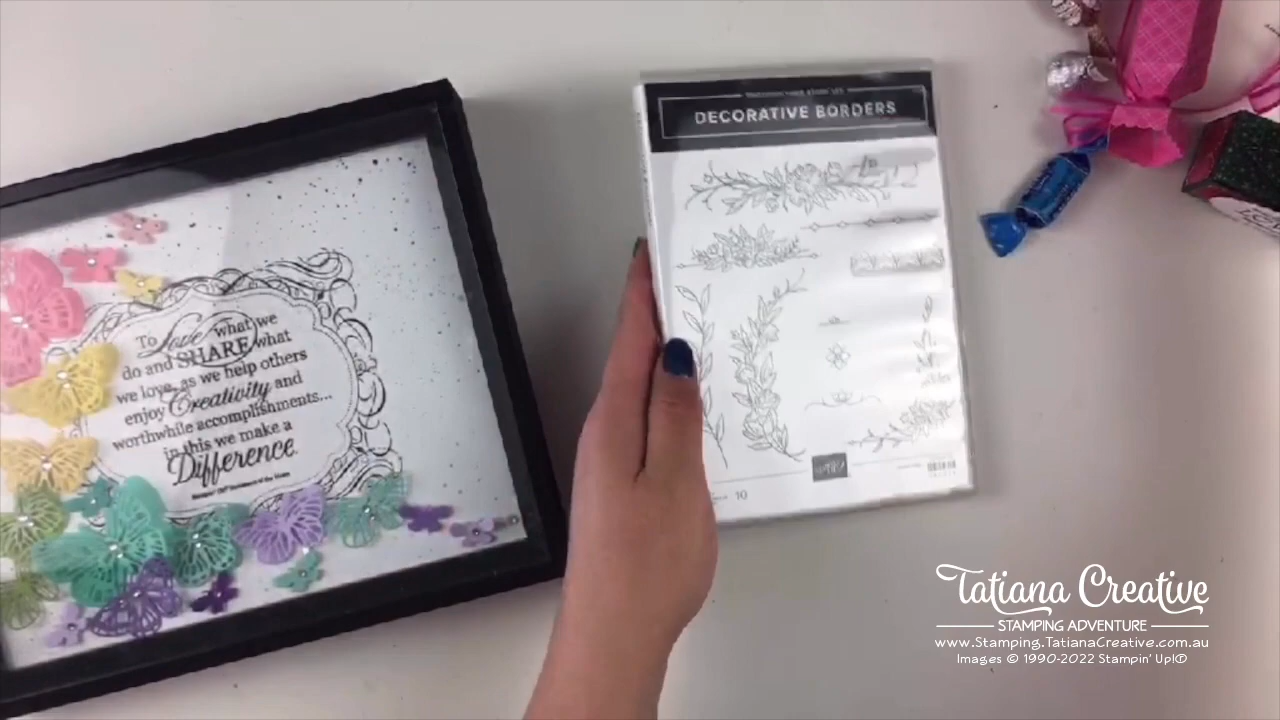 To Love what we
do and SHARE what
we love, as we help others
enjoy Creativity and
worthwhile accomplishments...
in this we make a
Difference.
DECORATIVE BORDERS
10
Tatiana Creative
STAMPING ADVENTURE
www.Stamping.TatianaCreative.com.au
Images © 1990-2022 Stampin' Up!©